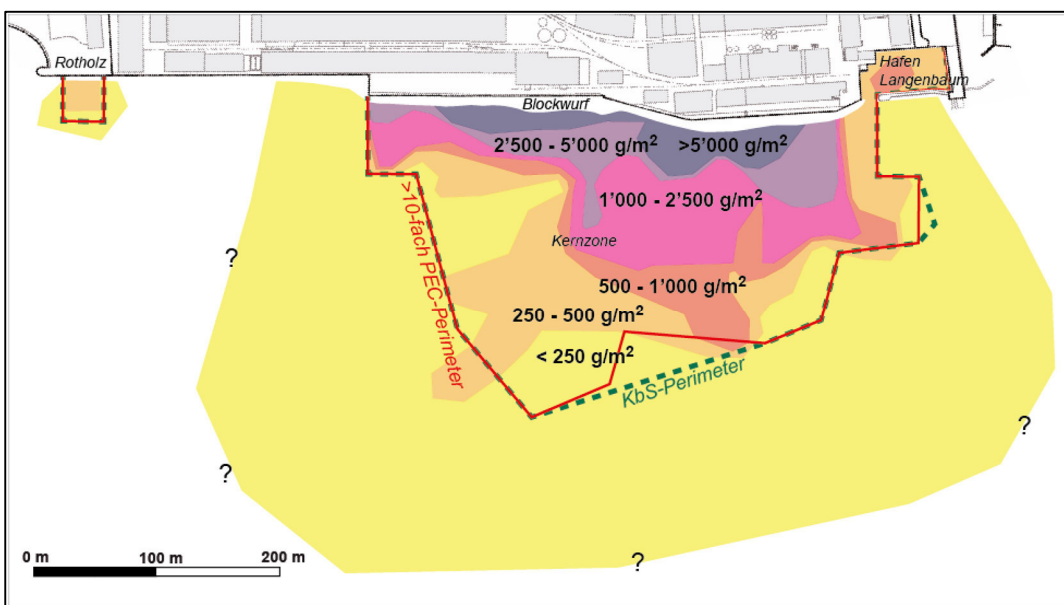 Rotholz
Hafen
Langenbaum
Blockwurf
2’500 - 5’000 g/m²
>5’000 g/m²
1’000 - 2’500 g/m²
Kernzone
>10-fach PEC-Perimeter
500 - 1’000 g/m²
250 - 500 g/m²
< 250 g/m²
KbS-Perimeter
?
?
?
?
0 m 100 m 200 m